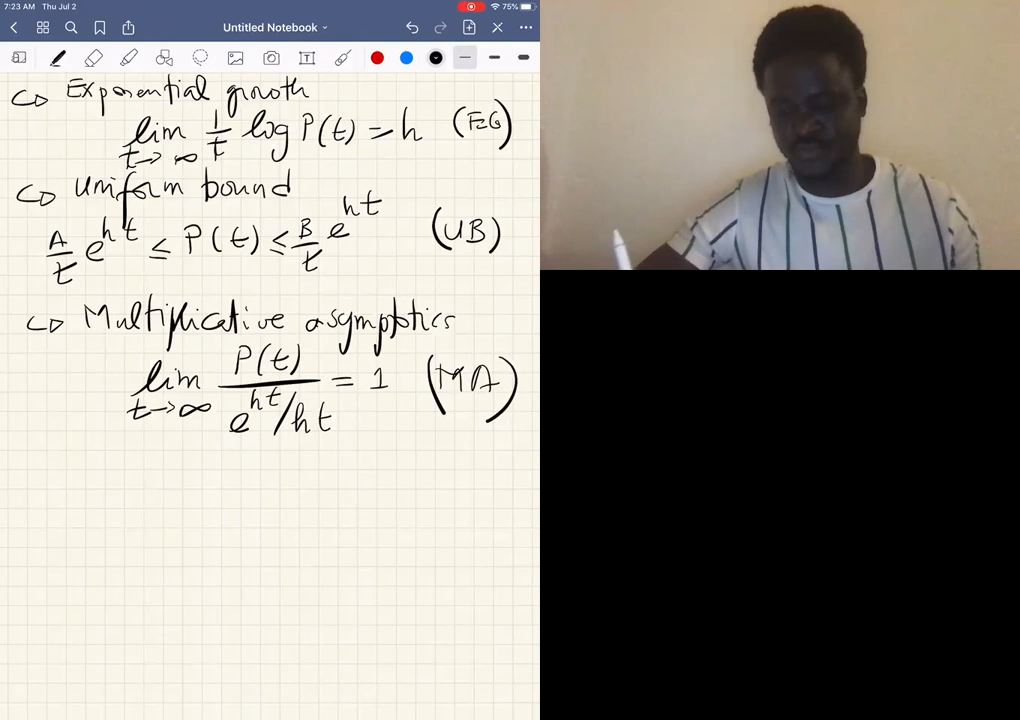 7:23 AM Thu Jul 2
75%
Untitled Notebook
Exponential growth
lim t→∞ 1/t log P(t) = h (EG)
Uniform bound
A/t e^{ht} ≤ P(t) ≤ B/t e^{ht} (UB)
Multiplicative asymptotics
lim t→∞ P(t) / e^{ht}/ht = 1 (MA)